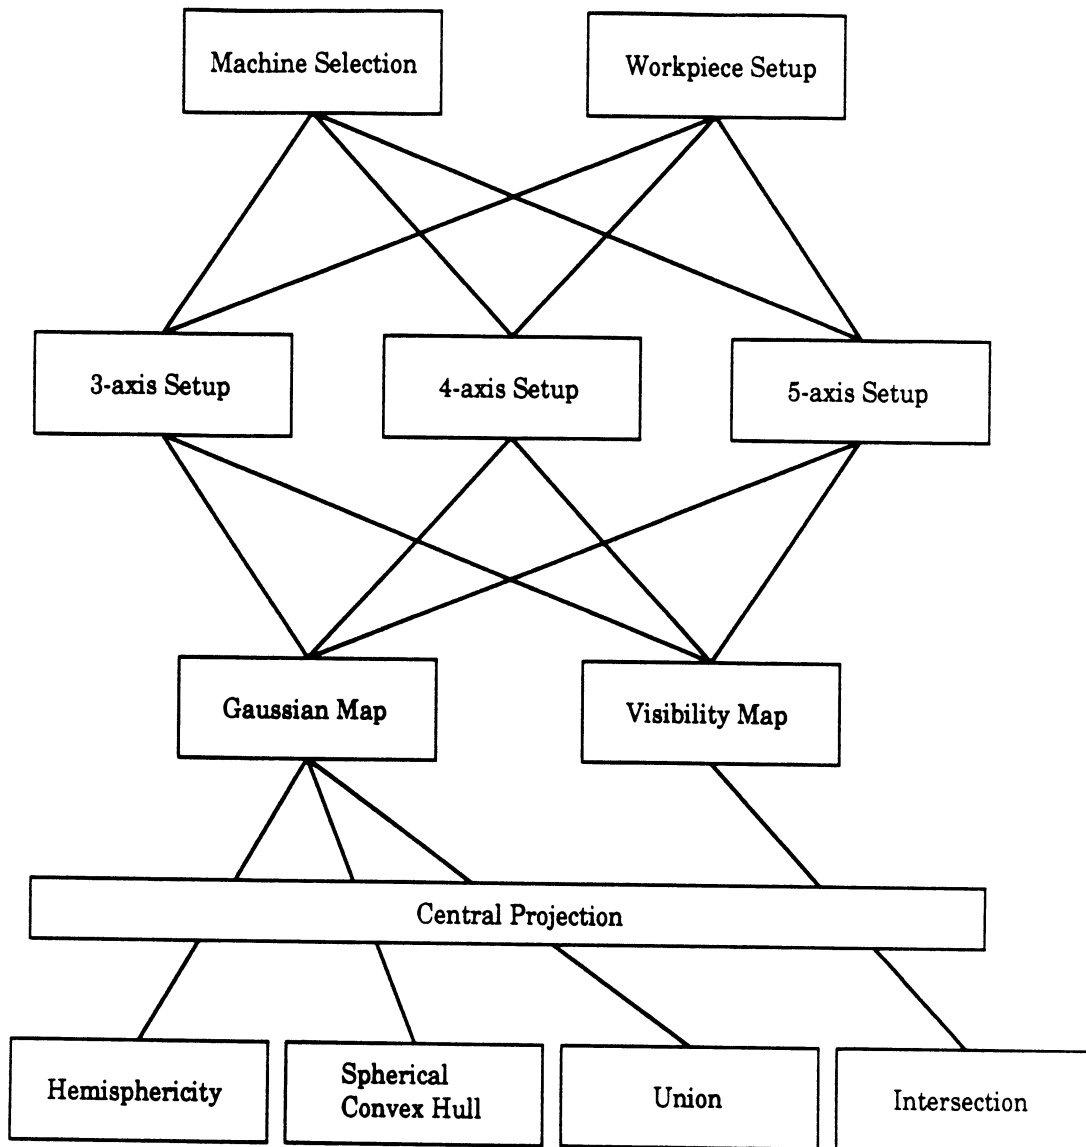 Machine Selection
Workpiece Setup
3-axis Setup
4-axis Setup
5-axis Setup
Gaussian Map
Visibility Map
Central Projection
Hemisphericity
Spherical
Convex Hull
Union
Intersection